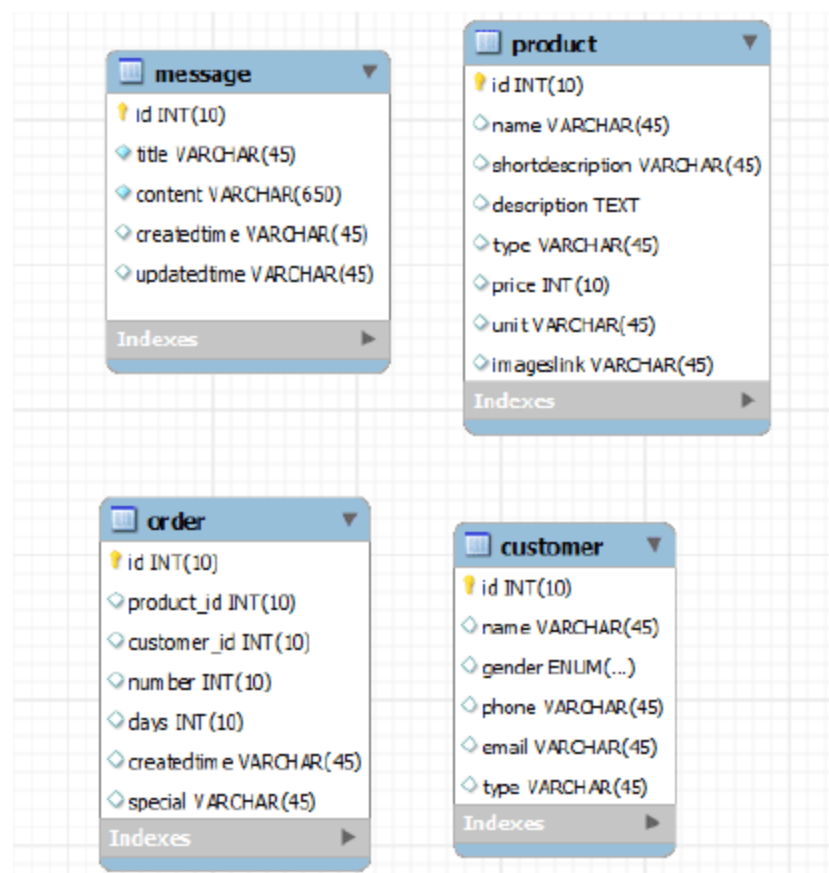 message
id INT(10)
title VARCHAR(45)
content VARCHAR(650)
createdtime VARCHAR(45)
updatedtime VARCHAR(45)
Indexes
product
id INT(10)
name VARCHAR(45)
shortdescription VARCHAR(45)
description TEXT
type VARCHAR(45)
price INT(10)
unit VARCHAR(45)
imageslink VARCHAR(45)
Indexes
order
id INT(10)
product_id INT(10)
customer_id INT(10)
number INT(10)
days INT(10)
createdtime VARCHAR(45)
special VARCHAR(45)
Indexes
customer
id INT(10)
name VARCHAR(45)
gender ENUM(...)
phone VARCHAR(45)
email VARCHAR(45)
type VARCHAR(45)
Indexes